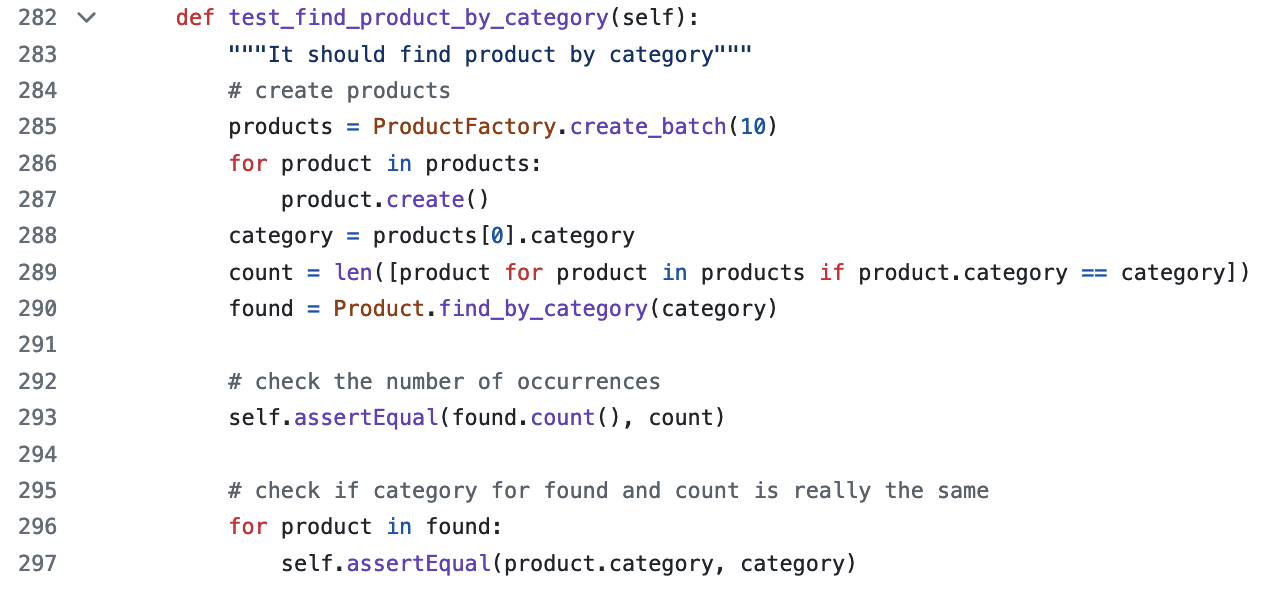 282 def test_find_product_by_category(self):
283 """It should find product by category"""
284 # create products
285 products = ProductFactory.create_batch(10)
286 for product in products:
287 product.create()
288 category = products[0].category
289 count = len([product for product in products if product.category == category])
290 found = Product.find_by_category(category)
291
292 # check the number of occurrences
293 self.assertEqual(found.count(), count)
294
295 # check if category for found and count is really the same
296 for product in found:
297 self.assertEqual(product.category, category)